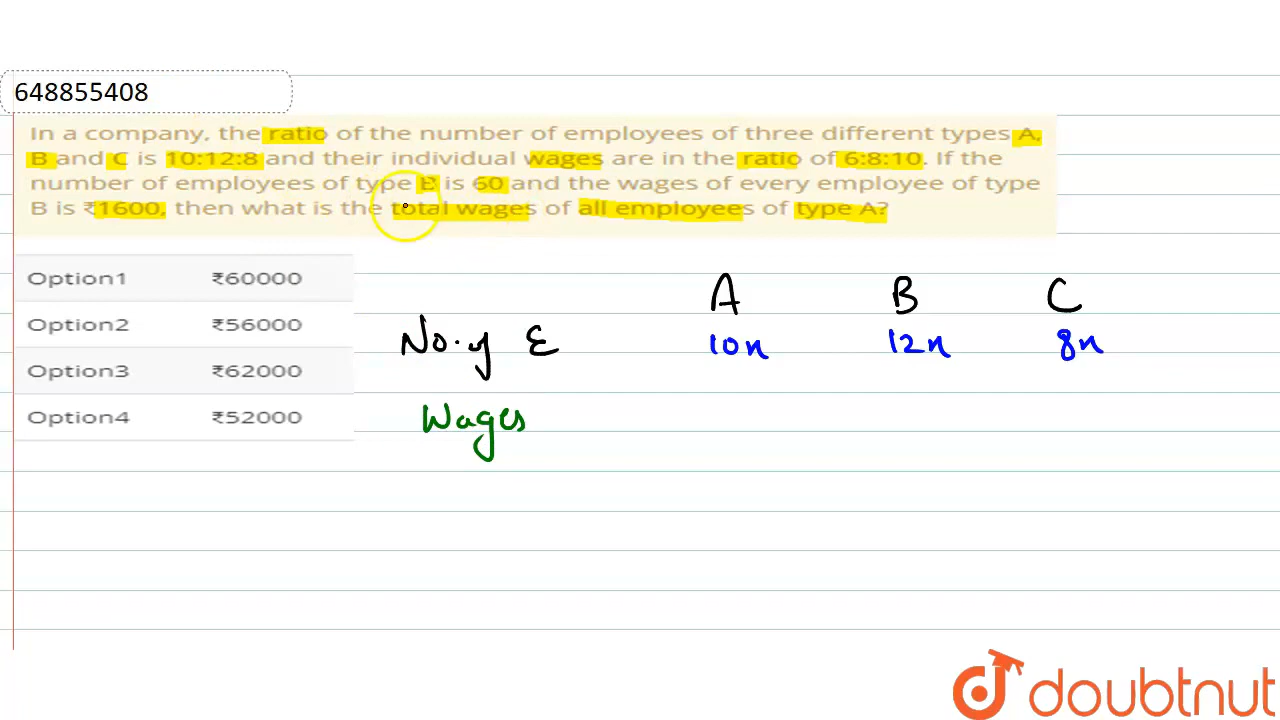 648855408
In a company, the ratio of the number of employees of three different types A,
B and C is 10:12:8 and their individual wages are in the ratio of 6:8:10. If the
number of employees of type B is 60 and the wages of every employee of type
B is ₹1600, then what is the total wages of all employees of type A?
Option1 ₹60000
Option2 ₹56000
Option3 ₹62000
Option4 ₹52000
A B C
No. of E 10x 12x 8x
Wages
doubtnut